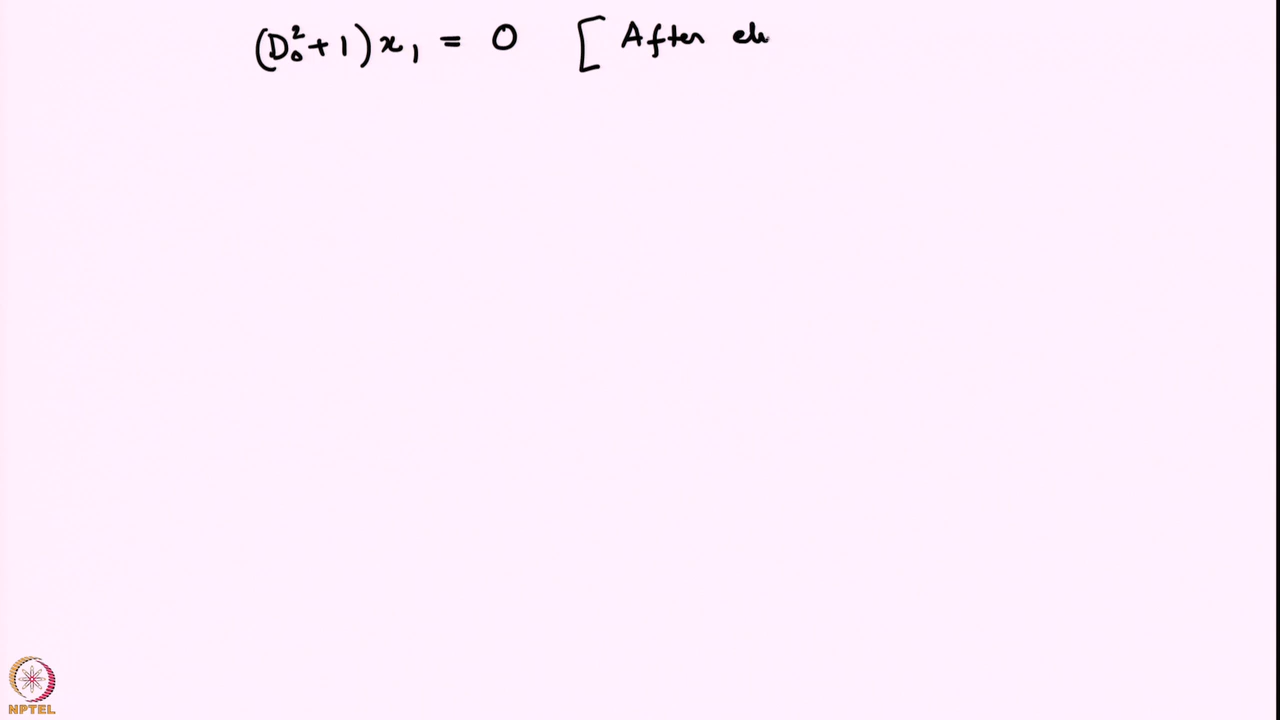 (D₀²+1)x₁ = 0 [ After
NPTEL